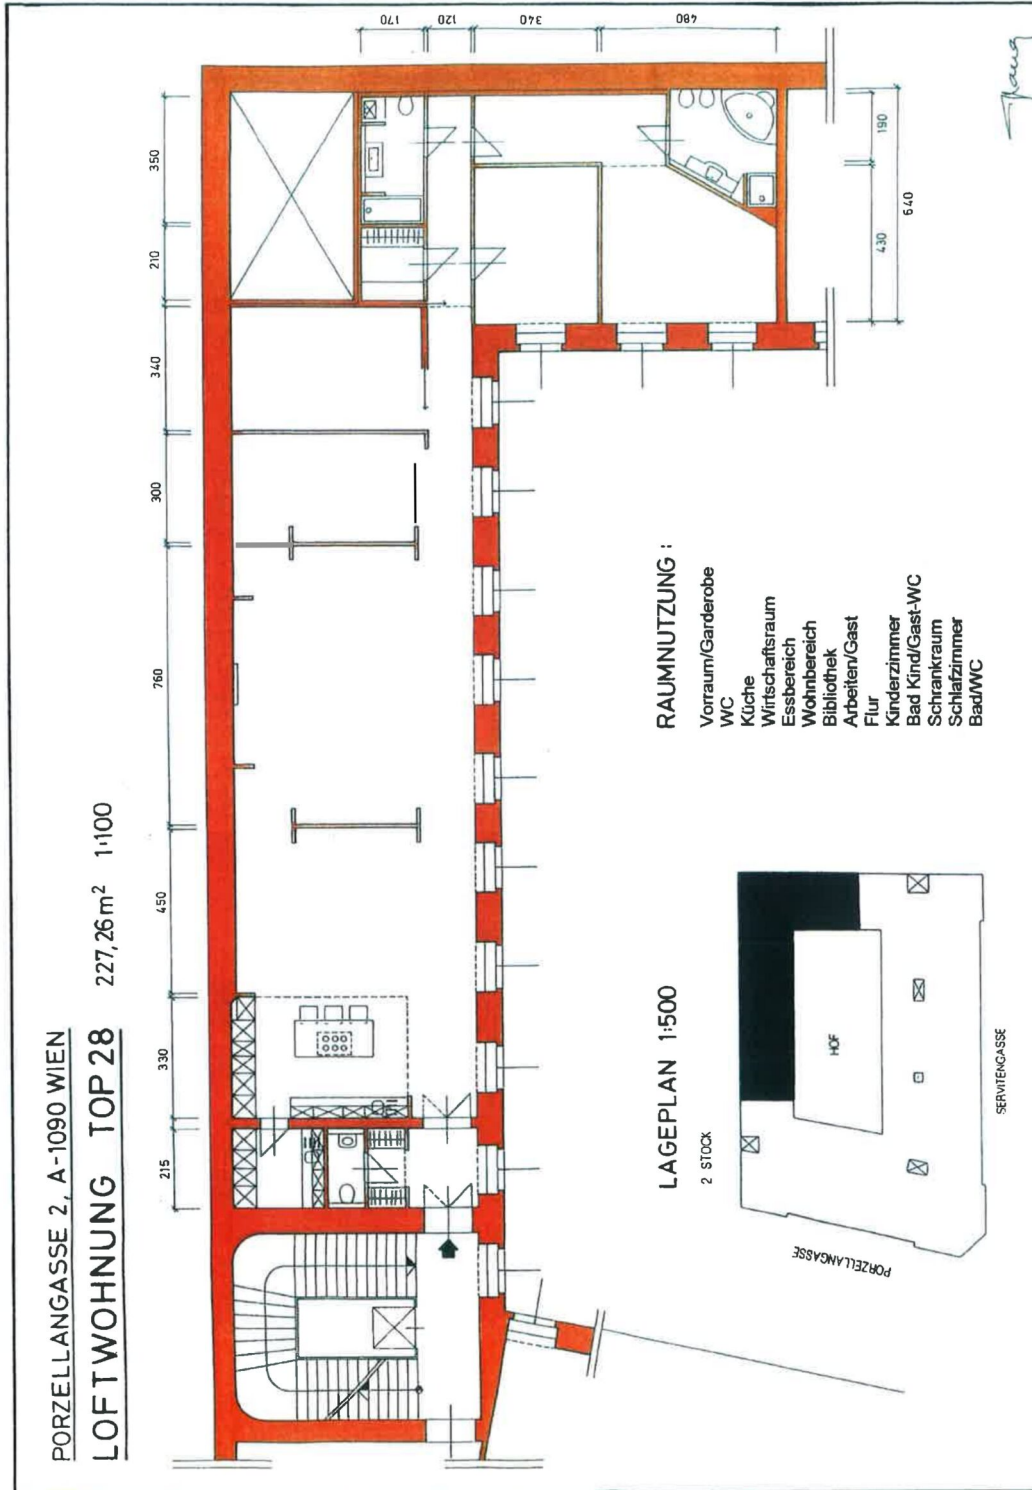 PORZELLANGASSE 2, A-1090 WIEN
LOFTWOHNUNG TOP 28 227,26m² 1:100
215
330
450
760
300
340
210
350
170
120
340
480
190
430
640
RAUMNUTZUNG :
Vorraum/Garderobe
WC
Küche
Wirtschaftsraum
Essbereich
Wohnbereich
Bibliothek
Arbeiten/Gast
Flur
Kinderzimmer
Bad Kind/Gast-WC
Schrankraum
Schlafzimmer
Bad/WC
LAGEPLAN 1:500
2 STOCK
HOF
PORZELLANGASSE
SERVITENGASSE